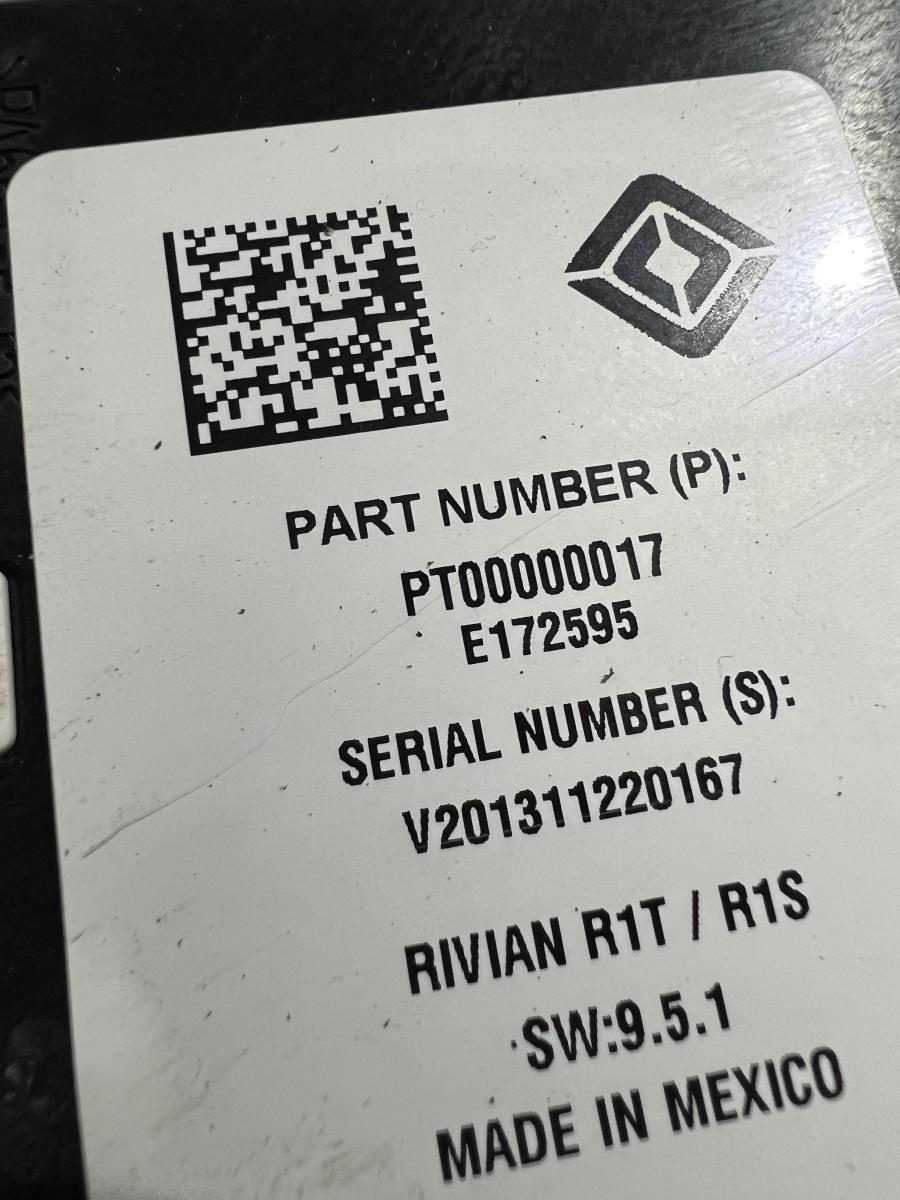 PART NUMBER (P):
PT00000017
E172595
SERIAL NUMBER (S):
V201311220167
RIVIAN R1T / R1S
SW:9.5.1
MADE IN MEXICO